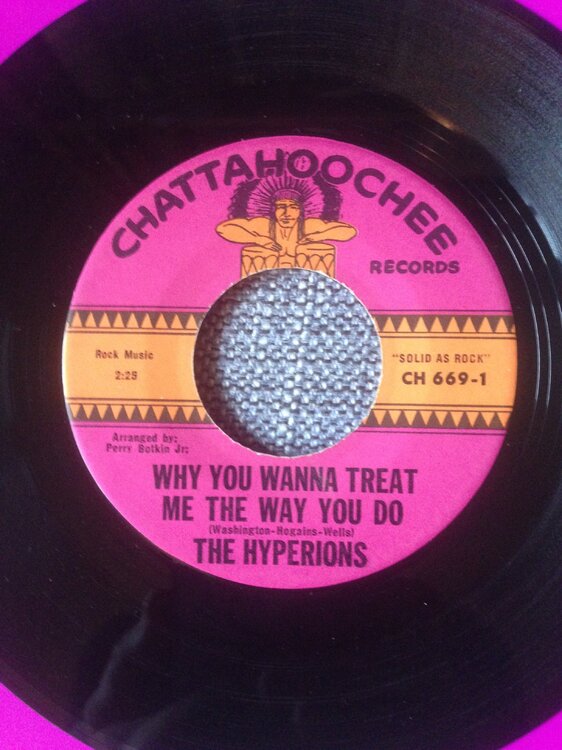 CHATTAHOOCHEE
RECORDS
Rock Music
2:25
"SOLID AS ROCK"
CH 669-1
Arranged by:
Perry Botkin Jr:
WHY YOU WANNA TREAT
ME THE WAY YOU DO
(Washington-Hogains-Wells)
THE HYPERIONS